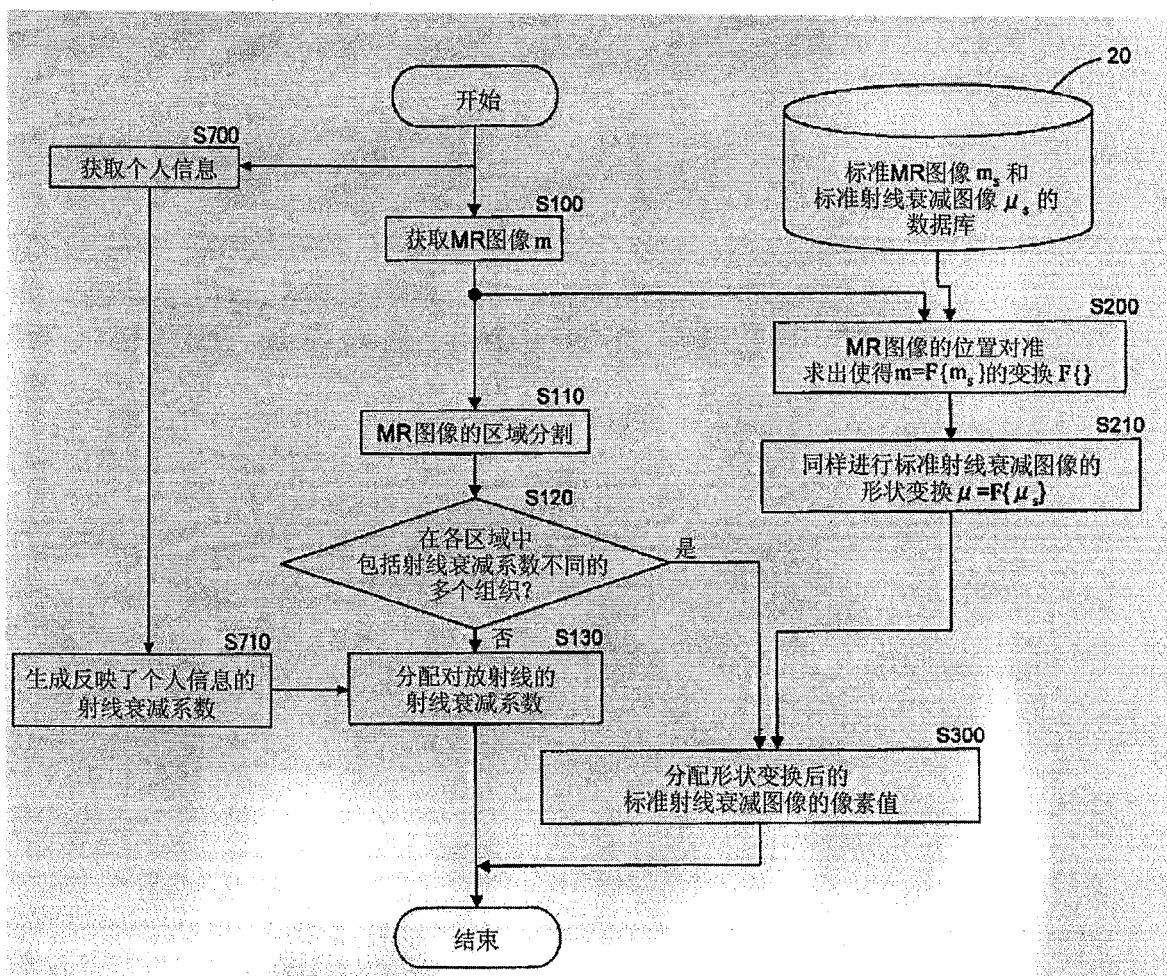 开始
20
标准MR图像 mₛ 和
标准射线衰减图像 μₛ 的
数据库
S700
获取个人信息
S100
获取MR图像 m
S200
MR图像的位置对准
求出使得m=F{mₛ}的变换 F{}
S110
MR图像的区域分割
S210
同样进行标准射线衰减图像的
形状变换 μ=F{μₛ}
S120
在各区域中
包括射线衰减系数不同的
多个组织?
是
否
S710
生成反映了个人信息的
射线衰减系数
S130
分配对放射线的
射线衰减系数
S300
分配形状变换后的
标准射线衰减图像的像素值
结束